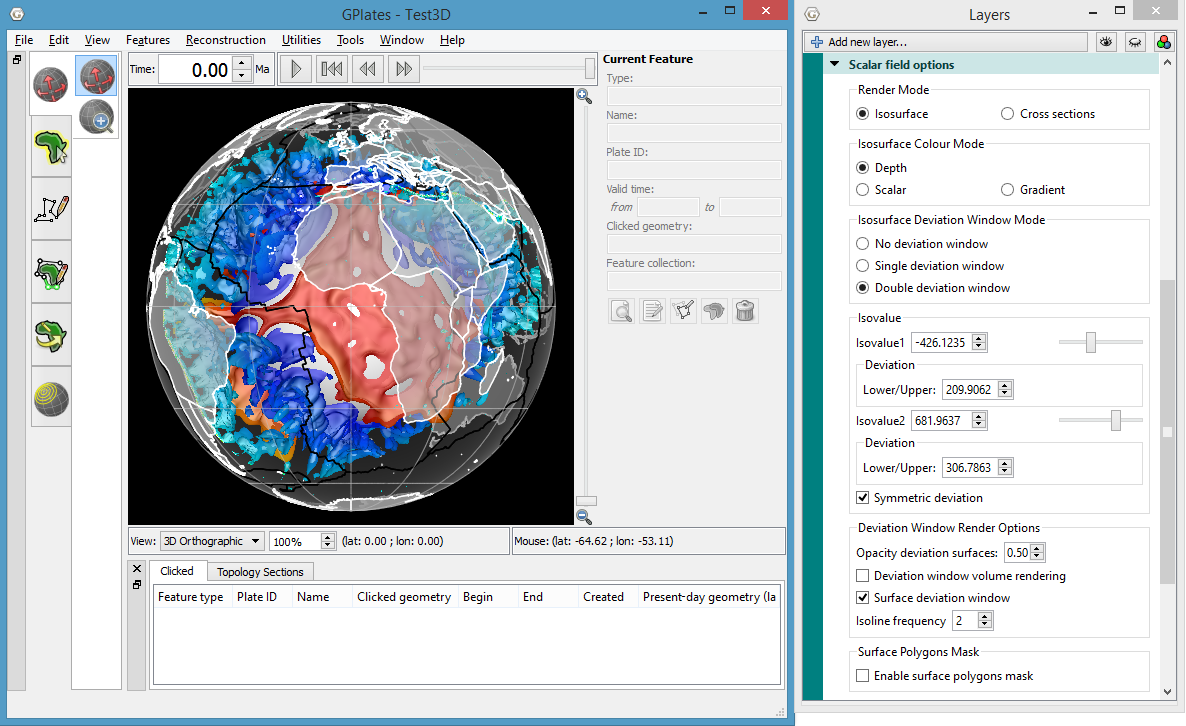 GPlates - Test3D
File Edit View Features Reconstruction Utilities Tools Window Help
Time: 0.00 Ma
Current Feature
Type:
Name:
Plate ID:
Valid time:
from to
Clicked geometry:
Feature collection:
View: 3D Orthographic 100% (lat: 0.00 ; lon: 0.00) Mouse: (lat: -64.62 ; lon: -53.11)
Clicked Topology Sections
Feature type Plate ID Name Clicked geometry Begin End Created Present-day geometry (la
Layers
Add new layer...
Scalar field options
Render Mode
Isosurface Cross sections
Isosurface Colour Mode
Depth
Scalar Gradient
Isosurface Deviation Window Mode
No deviation window
Single deviation window
Double deviation window
Isovalue
Isovalue1 -426.1235
Deviation
Lower/Upper: 209.9062
Isovalue2 681.9637
Deviation
Lower/Upper: 306.7863
Symmetric deviation
Deviation Window Render Options
Opacity deviation surfaces: 0.50
Deviation window volume rendering
Surface deviation window
Isoline frequency 2
Surface Polygons Mask
Enable surface polygons mask